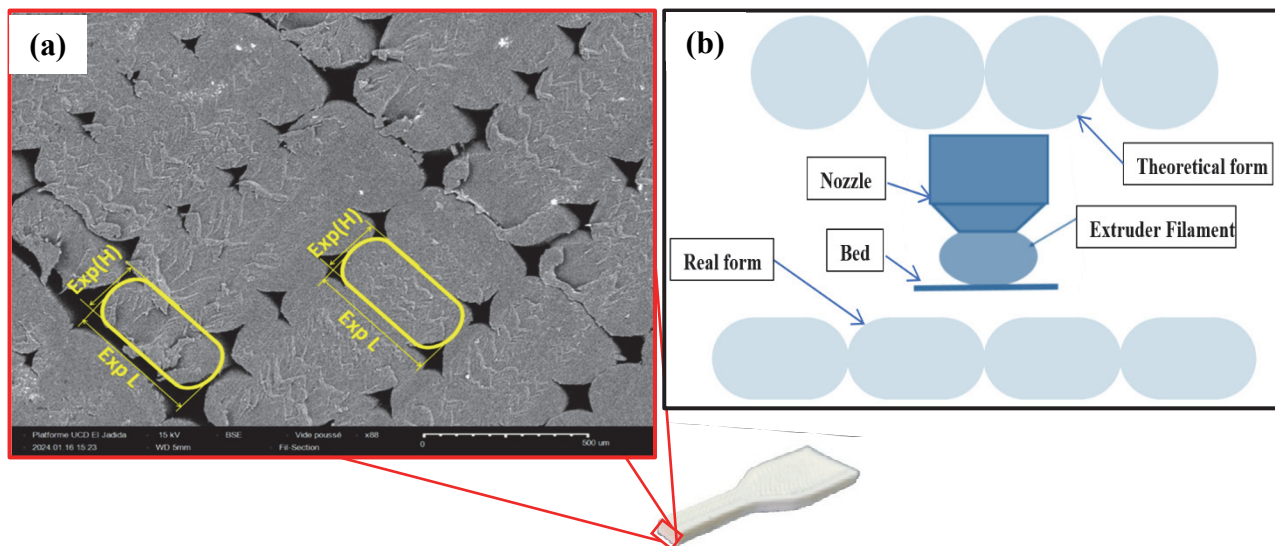 (a)
Exp(H)
Exp L
Exp(H)
Exp L
Platforme UCD El Jadida 15 kV BSE Vide poussé x88
2024.01.16 15:23 WD 5mm Fil-Section
0 500 um
(b)
Theoretical form
Nozzle
Extruder Filament
Bed
Real form